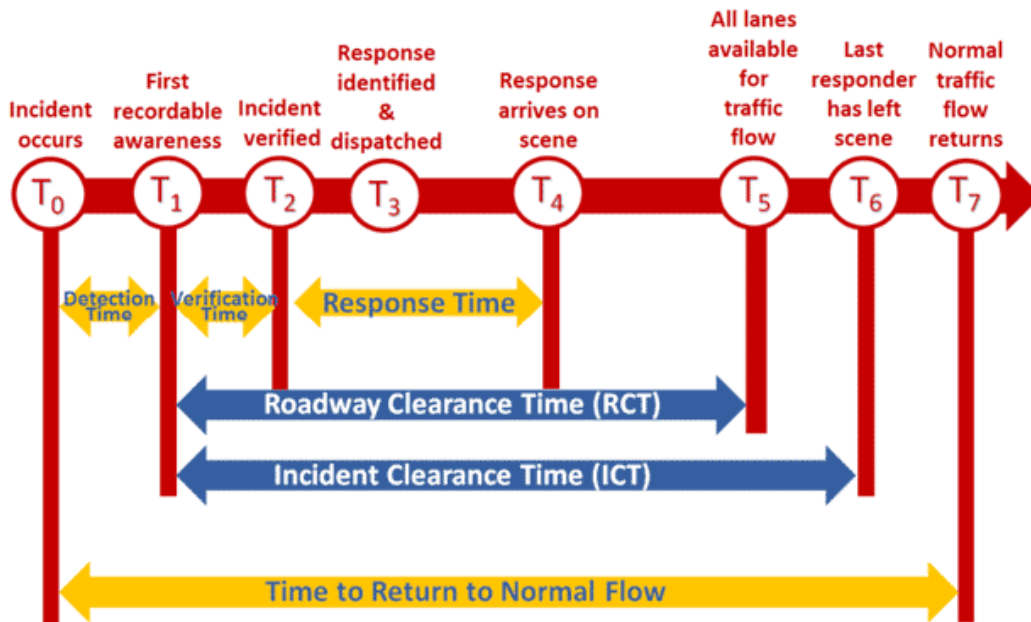 Incident
occurs
First
recordable
awareness
Incident
verified
Response
identified
&
dispatched
Response
arrives on
scene
All lanes
available
for
traffic
flow
Last
responder
has left
scene
Normal
traffic
flow
returns
T0
T1
T2
T3
T4
T5
T6
T7
Detection
Time
Verification
Time
Response Time
Roadway Clearance Time (RCT)
Incident Clearance Time (ICT)
Time to Return to Normal Flow